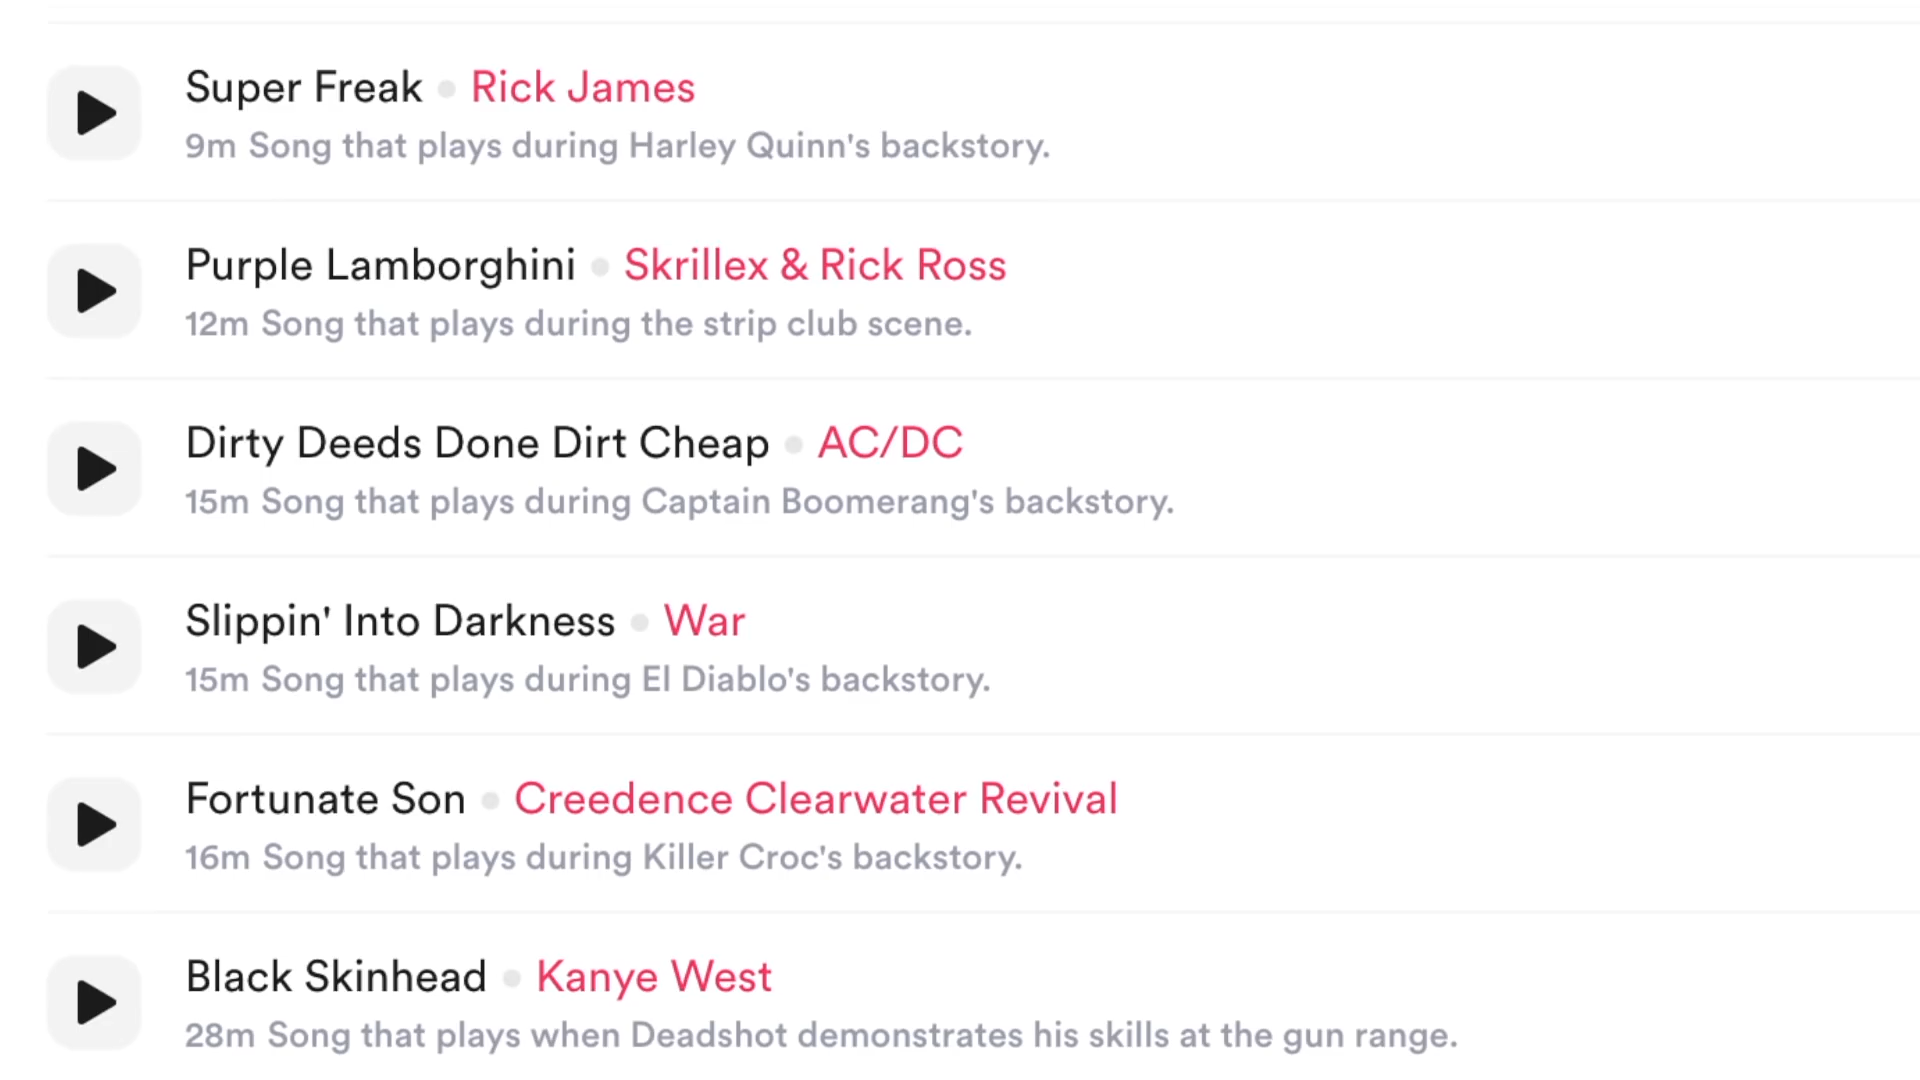 Super Freak • Rick James
9m Song that plays during Harley Quinn's backstory.
Purple Lamborghini • Skrillex & Rick Ross
12m Song that plays during the strip club scene.
Dirty Deeds Done Dirt Cheap • AC/DC
15m Song that plays during Captain Boomerang's backstory.
Slippin' Into Darkness • War
15m Song that plays during El Diablo's backstory.
Fortunate Son • Creedence Clearwater Revival
16m Song that plays during Killer Croc's backstory.
Black Skinhead • Kanye West
28m Song that plays when Deadshot demonstrates his skills at the gun range.